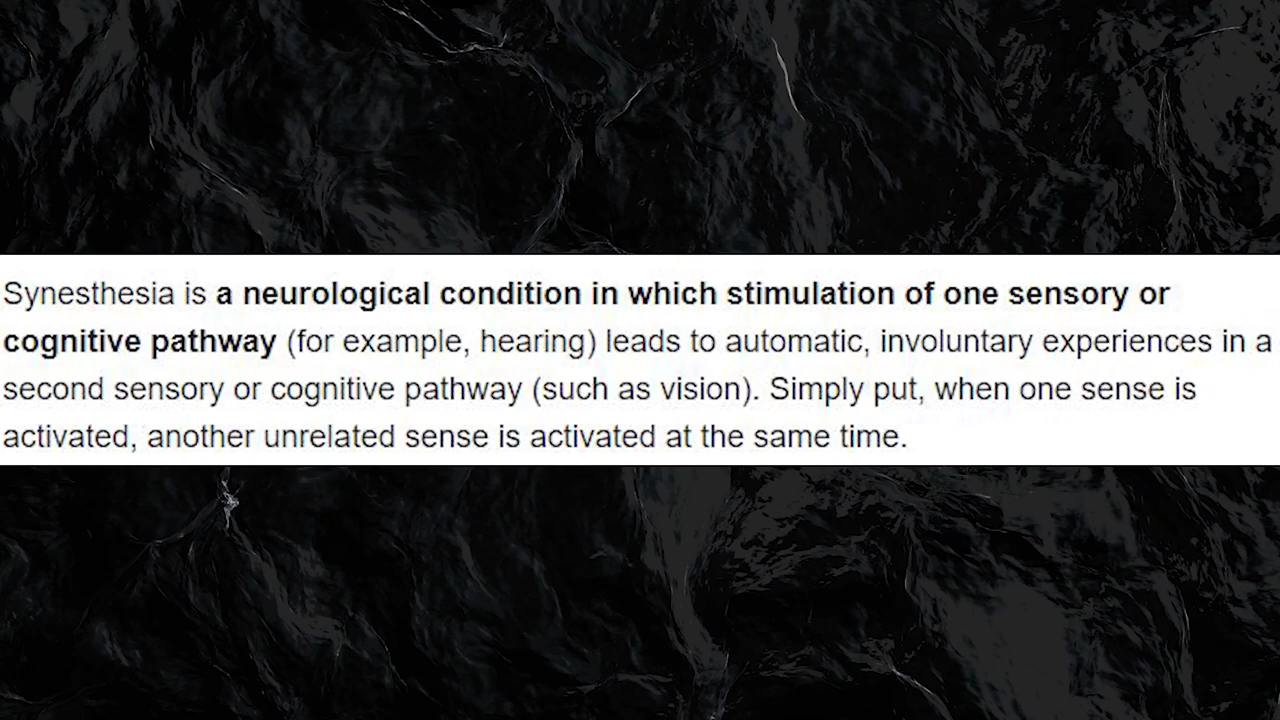 Synesthesia is a neurological condition in which stimulation of one sensory or
cognitive pathway (for example, hearing) leads to automatic, involuntary experiences in a
second sensory or cognitive pathway (such as vision). Simply put, when one sense is
activated, another unrelated sense is activated at the same time.